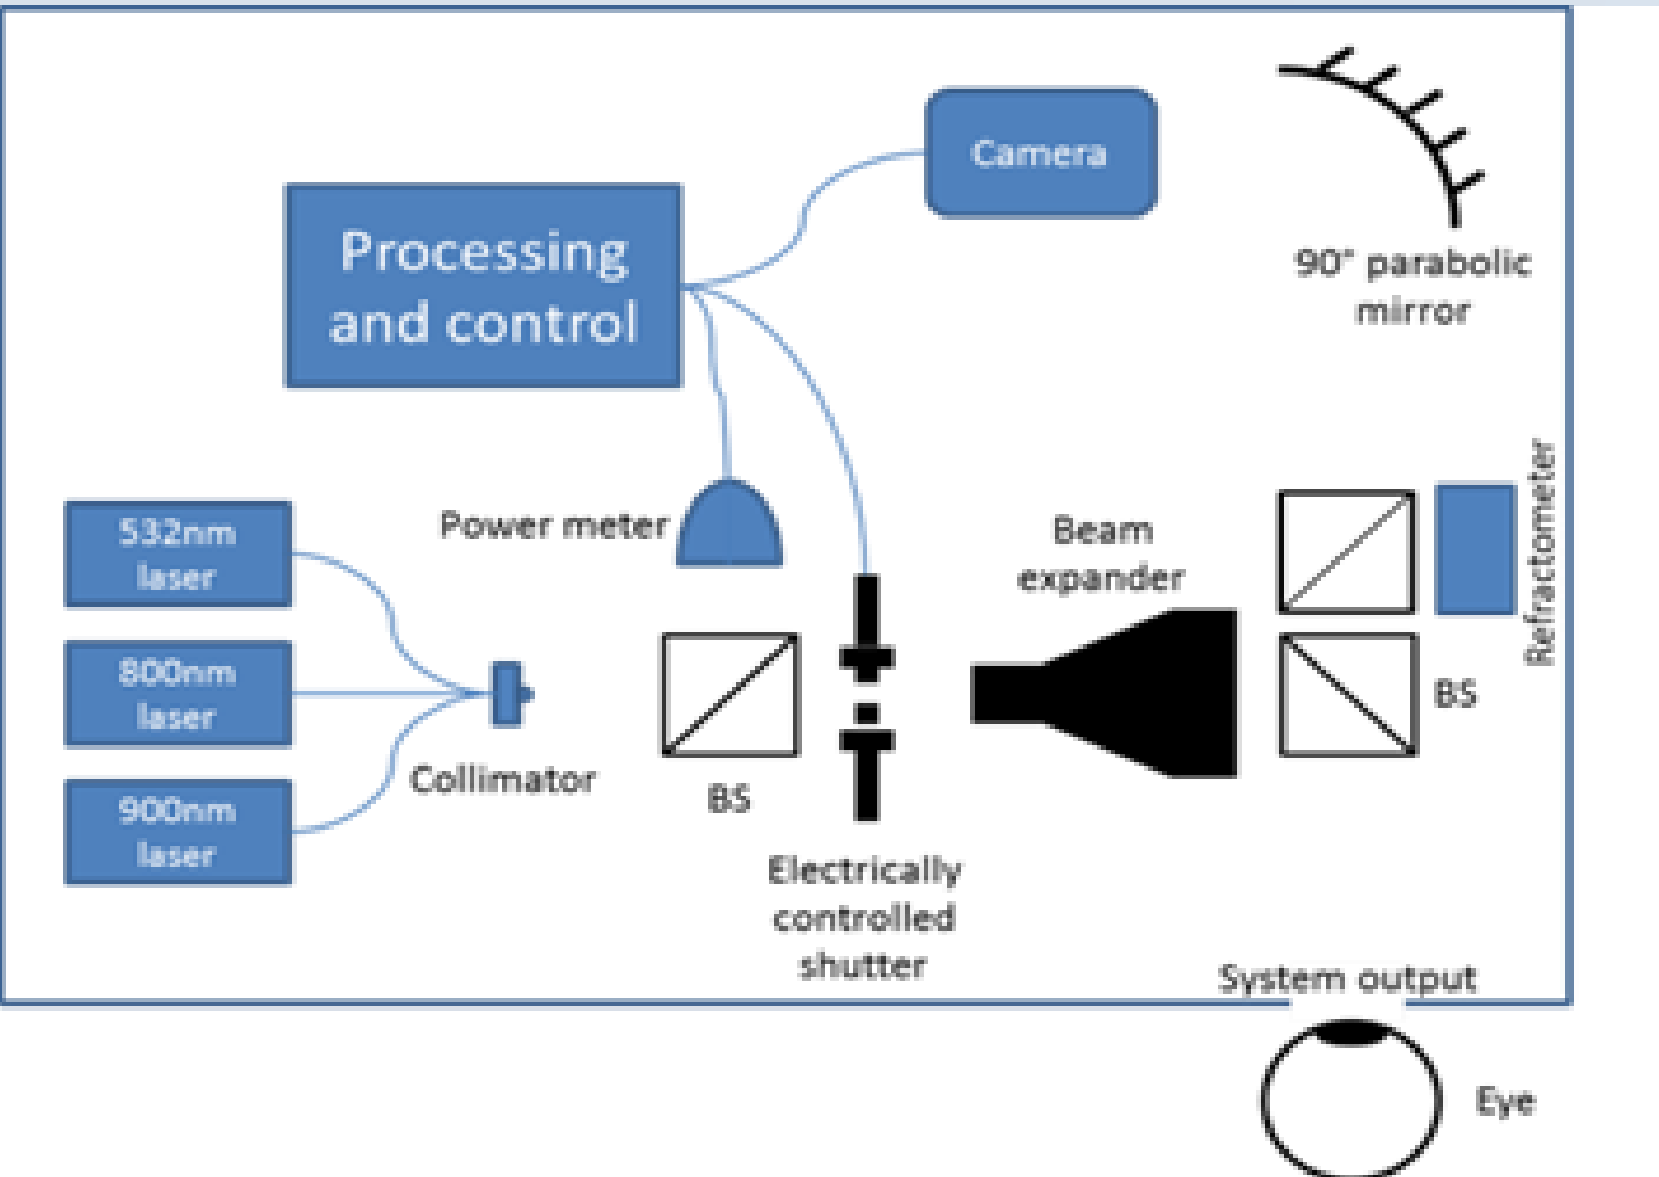 Camera
Processing
and control
90° parabolic
mirror
Refractometer
532nm
laser
Power meter
Beam
expander
800nm
laser
BS
Collimator
BS
900nm
laser
Electrically
controlled
shutter
System output
Eye